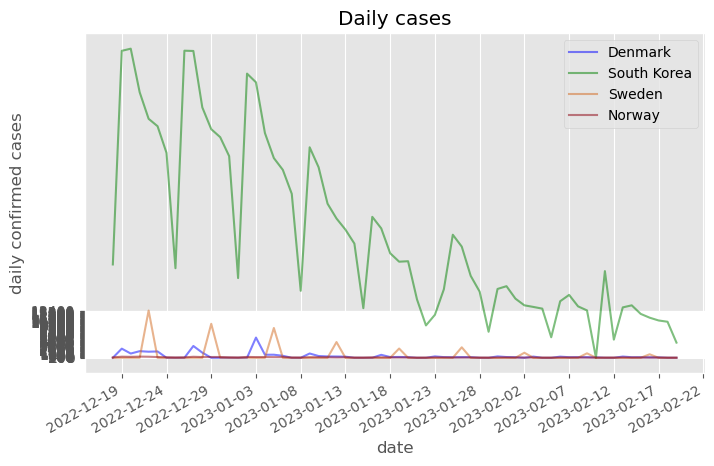 Daily cases
Denmark
South Korea
Sweden
Norway
daily confirmed cases
2022-12-19
2022-12-24
2022-12-29
2023-01-03
2023-01-08
2023-01-13
2023-01-18
2023-01-23
2023-01-28
2023-02-02
2023-02-07
2023-02-12
2023-02-17
2023-02-22
date